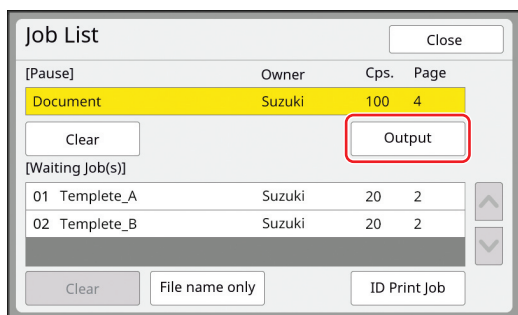 Job List Close
[Pause] Owner Cps. Page
Document Suzuki 100 4
Clear Output
[Waiting Job(s)]
01 Templete_A Suzuki 20 2
02 Templete_B Suzuki 20 2
Clear File name only ID Print Job